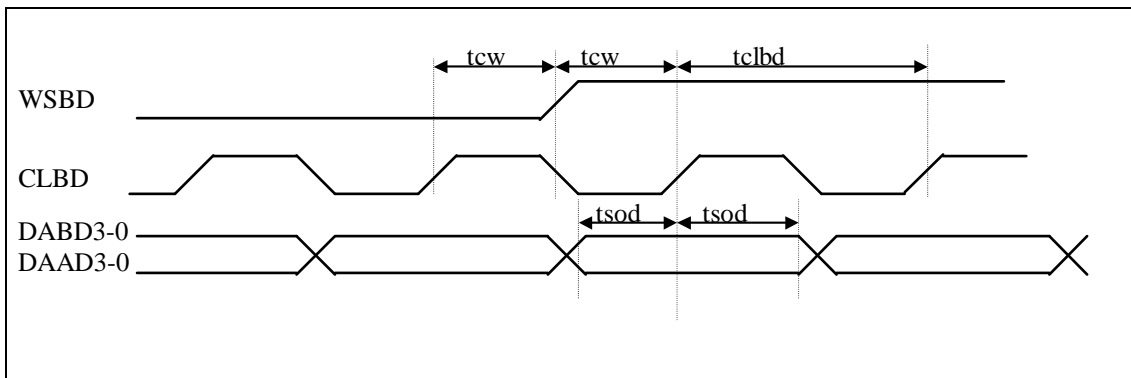 tcw tcw tclbd
WSBD
CLBD
tsod tsod
DABD3-0
DAAD3-0